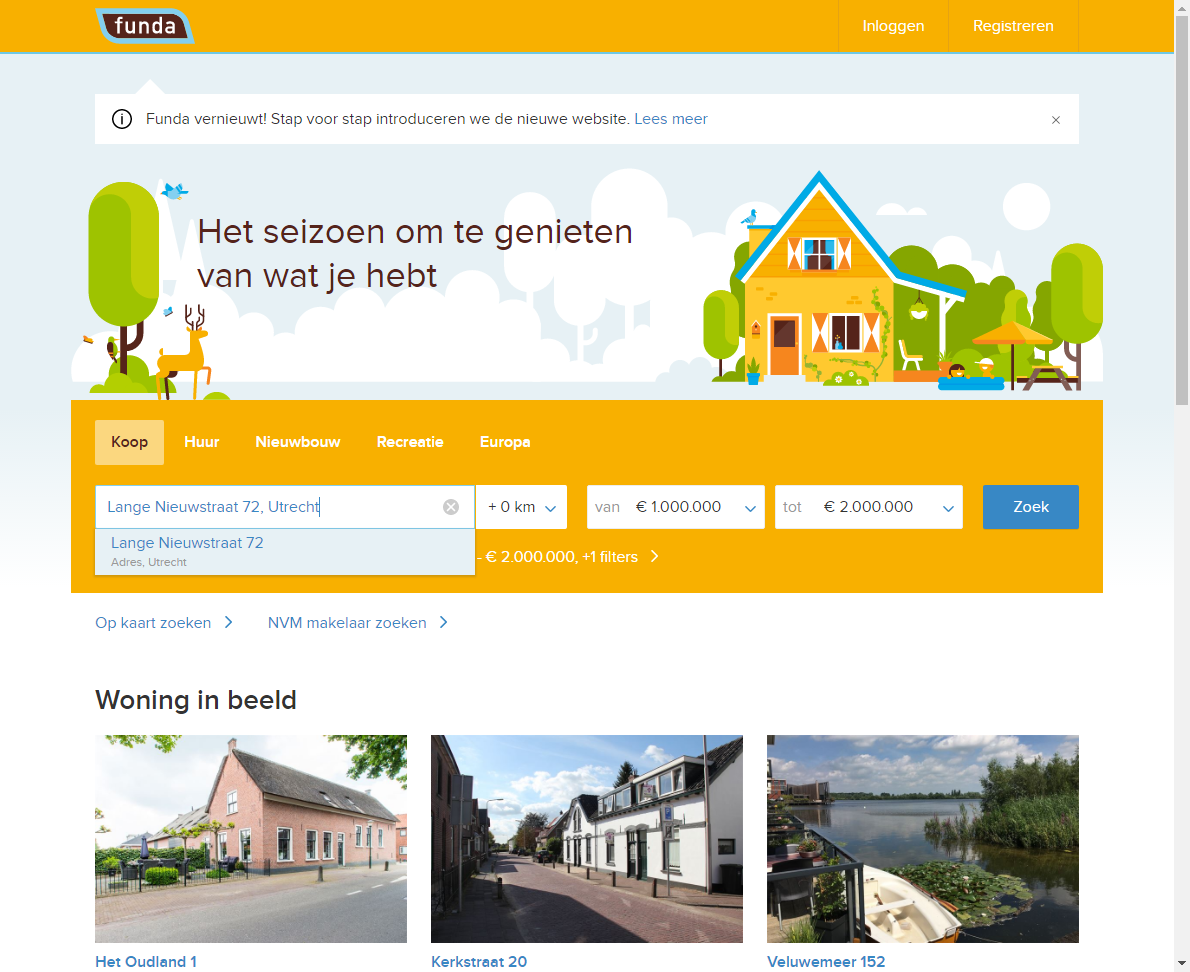 funda
Inloggen
Registreren
Funda vernieuwt! Stap voor stap introduceren we de nieuwe website. Lees meer
Het seizoen om te genieten
van wat je hebt
Koop
Huur
Nieuwbouw
Recreatie
Europa
Lange Nieuwstraat 72, Utrecht
+ 0 km
van € 1.000.000
tot € 2.000.000
Zoek
Lange Nieuwstraat 72
Adres, Utrecht
- € 2.000.000, +1 filters
Op kaart zoeken
NVM makelaar zoeken
Woning in beeld
Het Oudland 1
Kerkstraat 20
Veluwemeer 152